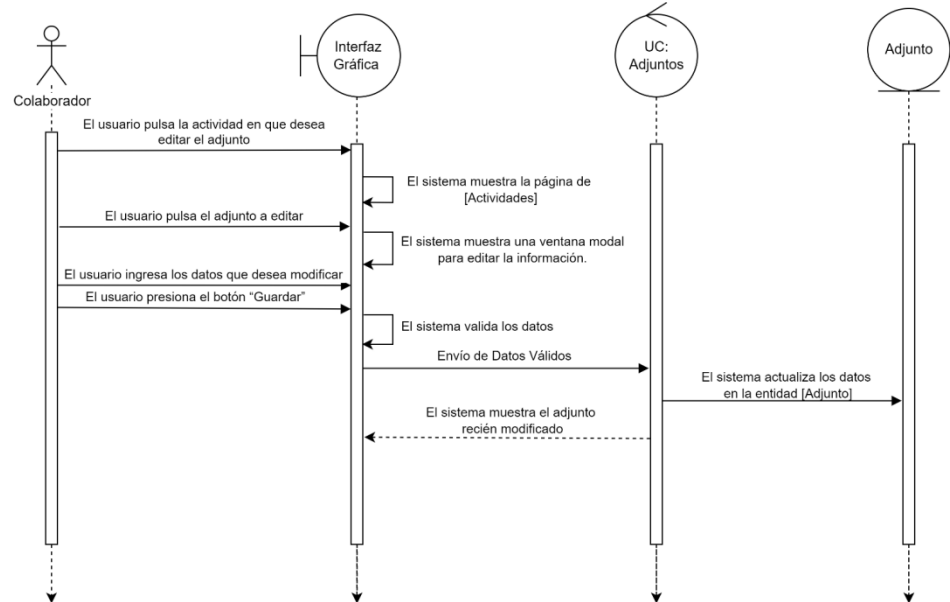 Interfaz
Gráfica
UC:
Adjuntos
Adjunto
Colaborador
El usuario pulsa la actividad en que desea
editar el adjunto
El sistema muestra la página de
[Actividades]
El usuario pulsa el adjunto a editar
El sistema muestra una ventana modal
para editar la información.
El usuario ingresa los datos que desea modificar
El usuario presiona el botón “Guardar”
El sistema valida los datos
Envío de Datos Válidos
El sistema actualiza los datos
en la entidad [Adjunto]
El sistema muestra el adjunto
recién modificado